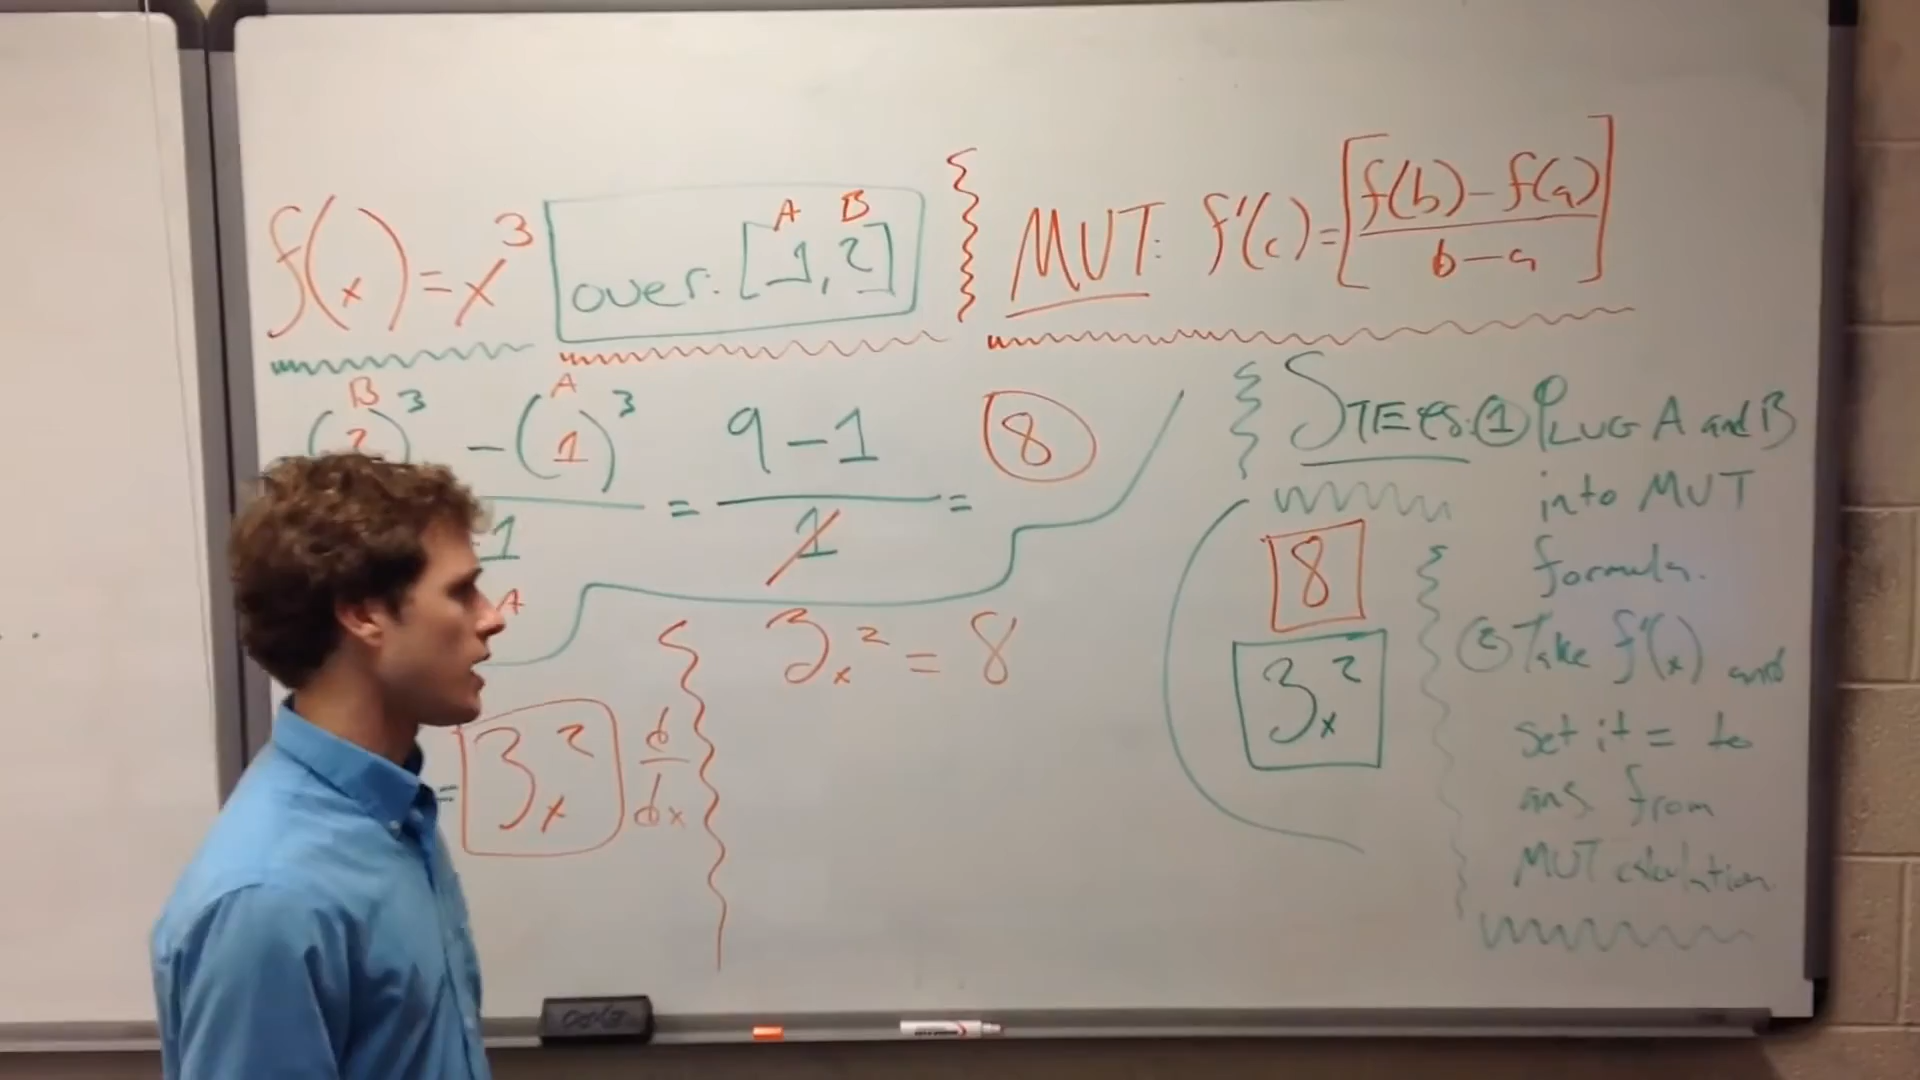 f(x) = x³ over: [1, 2]
A B
MVT: f'(c) = [f(b) - f(a) / b - a]
B A
(2)³ - (1)³ / 1 = 9 - 1 / 1 = 8
A
3x² = 8
= 3x² d/dx
8
3x²
STEPS: ① PLUG A and B
into MVT
formula.
② Take f'(x) and
set it = to
ans from
MVT calculation